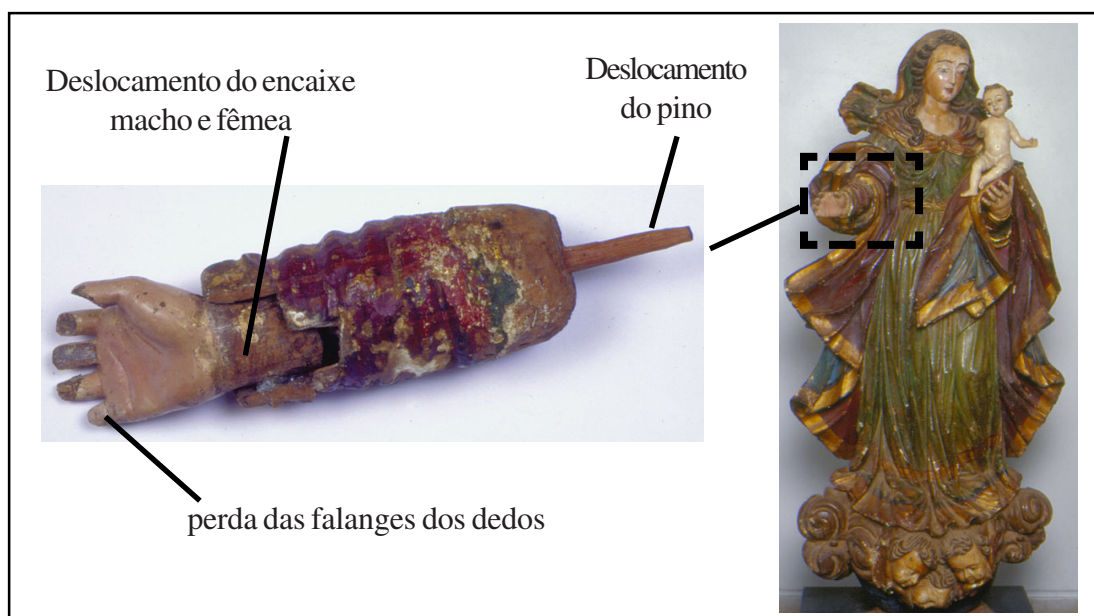 Deslocamento do encaixe
macho e fêmea
Deslocamento
do pino
perda das falanges dos dedos